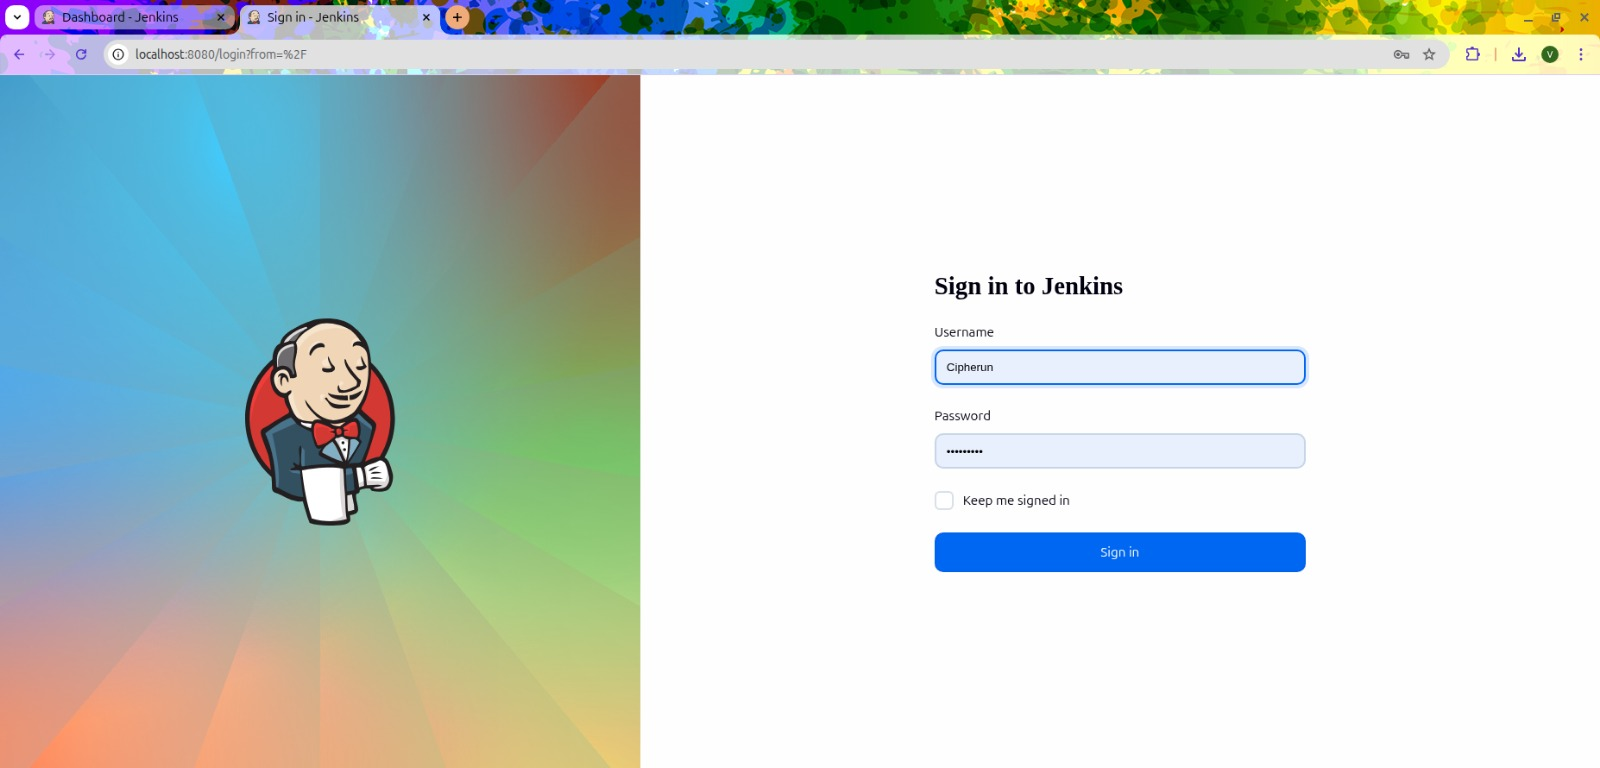 Dashboard - Jenkins
Sign in - Jenkins
localhost:8080/login?from=%2F
V
Sign in to Jenkins
Username
Cipherun
Password
•••••••••
Keep me signed in
Sign in